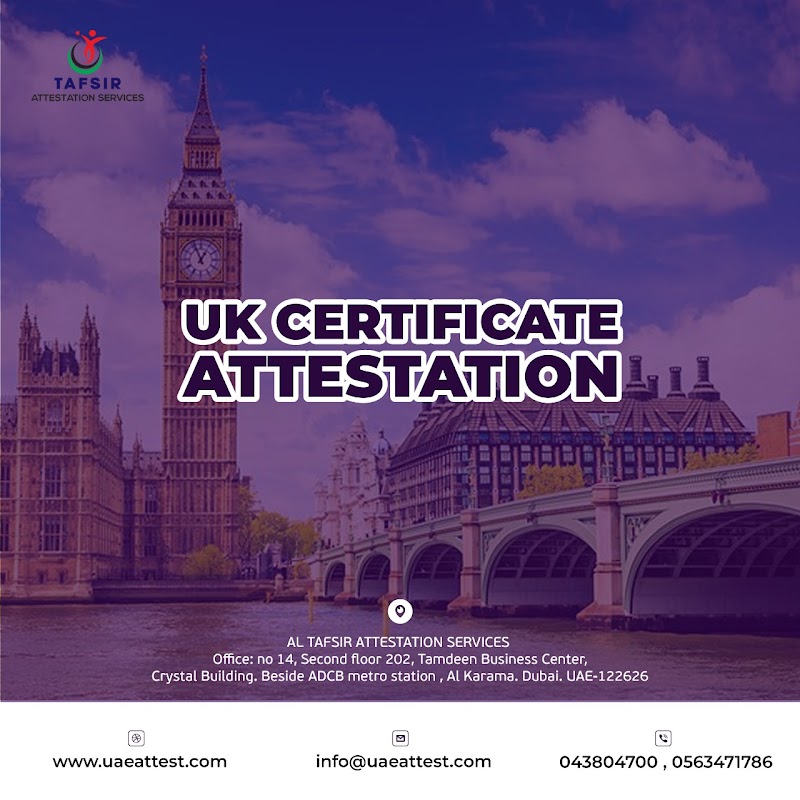 TAFSIR
ATTESTATION SERVICES
UK CERTIFICATE
ATTESTATION
AL TAFSIR ATTESTATION SERVICES
Office: no 14, Second floor 202, Tamdeen Business Center,
Crystal Building. Beside ADCB metro station , Al Karama. Dubai. UAE-122626
www.uaeattest.com
info@uaeattest.com
043804700 , 0563471786